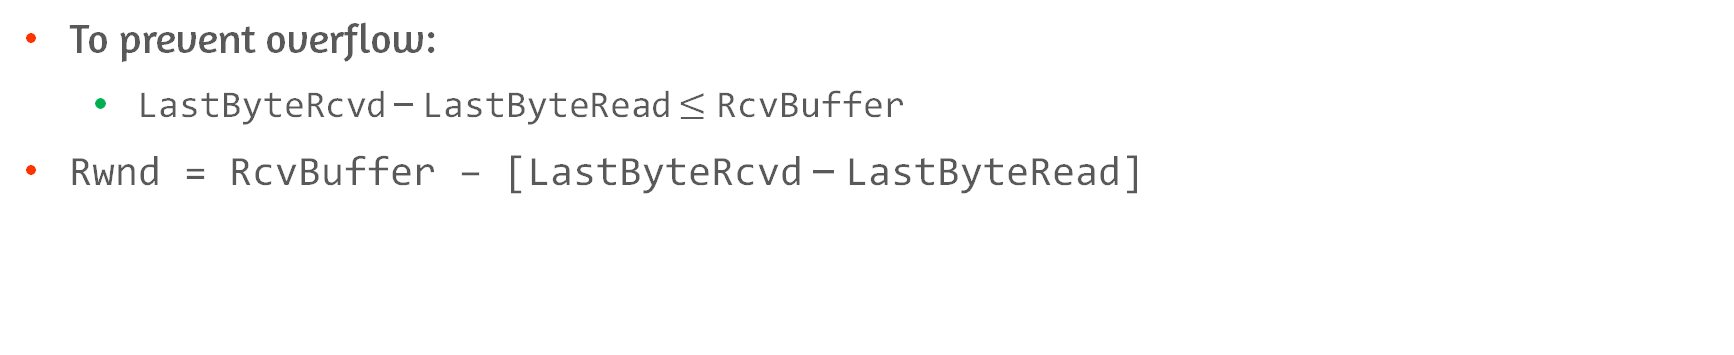 • To prevent overflow:
• LastByteRcvd – LastByteRead ≤ RcvBuffer
• Rwnd = RcvBuffer – [LastByteRcvd – LastByteRead]